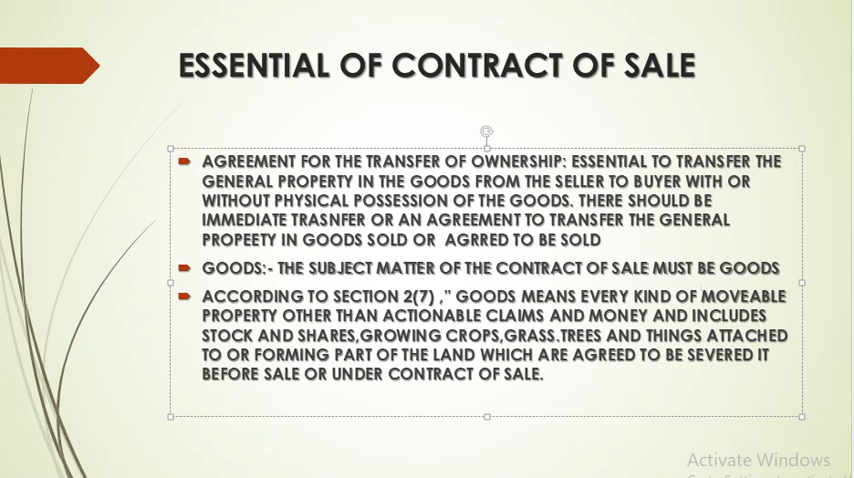 ESSENTIAL OF CONTRACT OF SALE
AGREEMENT FOR THE TRANSFER OF OWNERSHIP: ESSENTIAL TO TRANSFER THE
GENERAL PROPERTY IN THE GOODS FROM THE SELLER TO BUYER WITH OR
WITHOUT PHYSICAL POSSESSION OF THE GOODS. THERE SHOULD BE
IMMEDIATE TRASNFER OR AN AGREEMENT TO TRANSFER THE GENERAL
PROPEETY IN GOODS SOLD OR AGRRED TO BE SOLD
GOODS:- THE SUBJECT MATTER OF THE CONTRACT OF SALE MUST BE GOODS
ACCORDING TO SECTION 2(7) ,” GOODS MEANS EVERY KIND OF MOVEABLE
PROPERTY OTHER THAN ACTIONABLE CLAIMS AND MONEY AND INCLUDES
STOCK AND SHARES,GROWING CROPS,GRASS.TREES AND THINGS ATTACHED
TO OR FORMING PART OF THE LAND WHICH ARE AGREED TO BE SEVERED IT
BEFORE SALE OR UNDER CONTRACT OF SALE.
Activate Windows